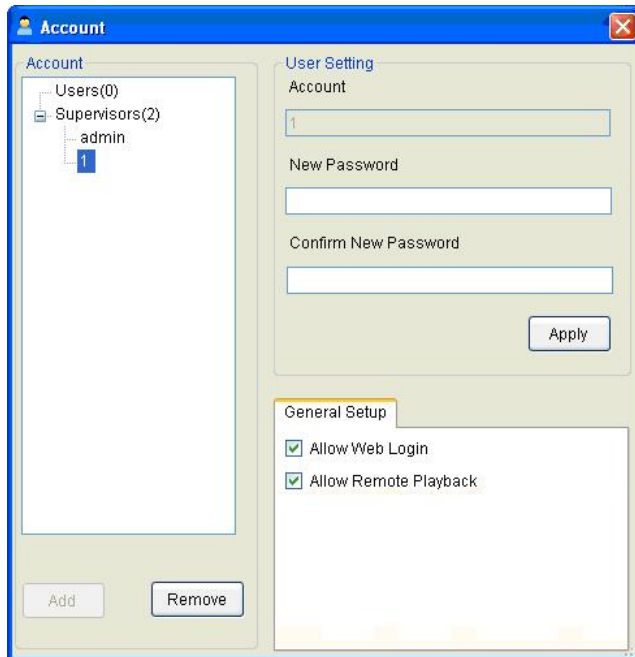 Account
Account
Users(0)
Supervisors(2)
admin
1
Add
Remove
User Setting
Account
1
New Password
Confirm New Password
Apply
General Setup
Allow Web Login
Allow Remote Playback